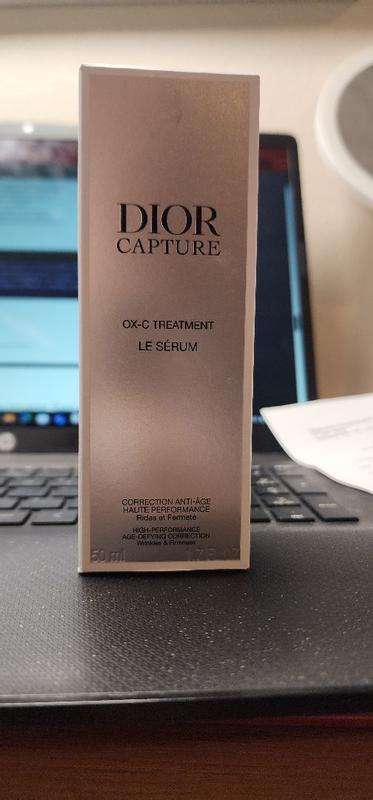 DIOR
CAPTURE
OX-C TREATMENT
LE SÉRUM
CORRECTION ANTI-ÂGE
HAUTE PERFORMANCE
Rides et Fermeté
HIGH-PERFORMANCE
AGE-DEFYING CORRECTION
Wrinkles & Firmness
50 ml
hp